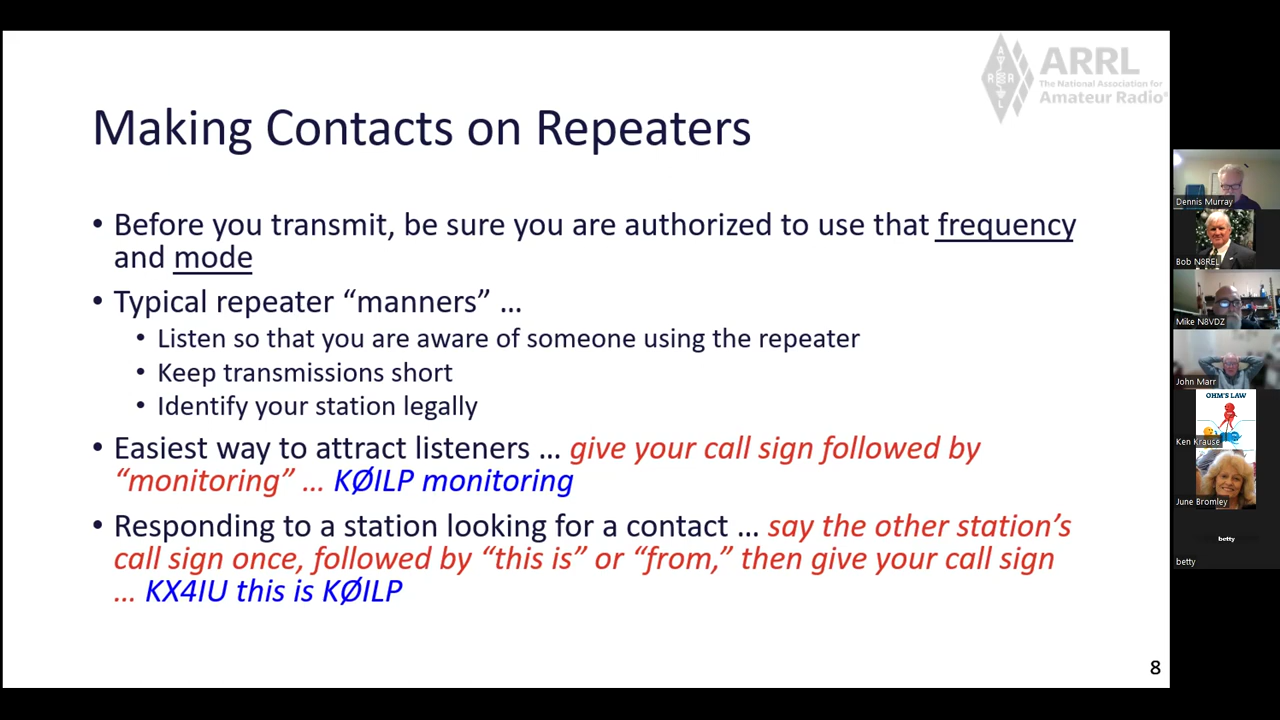 ARRL
The National Association for
Amateur Radio®
Making Contacts on Repeaters
• Before you transmit, be sure you are authorized to use that frequency
and mode
• Typical repeater “manners” …
• Listen so that you are aware of someone using the repeater
• Keep transmissions short
• Identify your station legally
• Easiest way to attract listeners … give your call sign followed by
“monitoring” … KØILP monitoring
• Responding to a station looking for a contact … say the other station’s
call sign once, followed by “this is” or “from,” then give your call sign
… KX4IU this is KØILP
8
Dennis Murray
Bob N8REL
Mike N8VDZ
John Marr
OHM'S LAW
Ken Krause
June Bromley
betty
betty